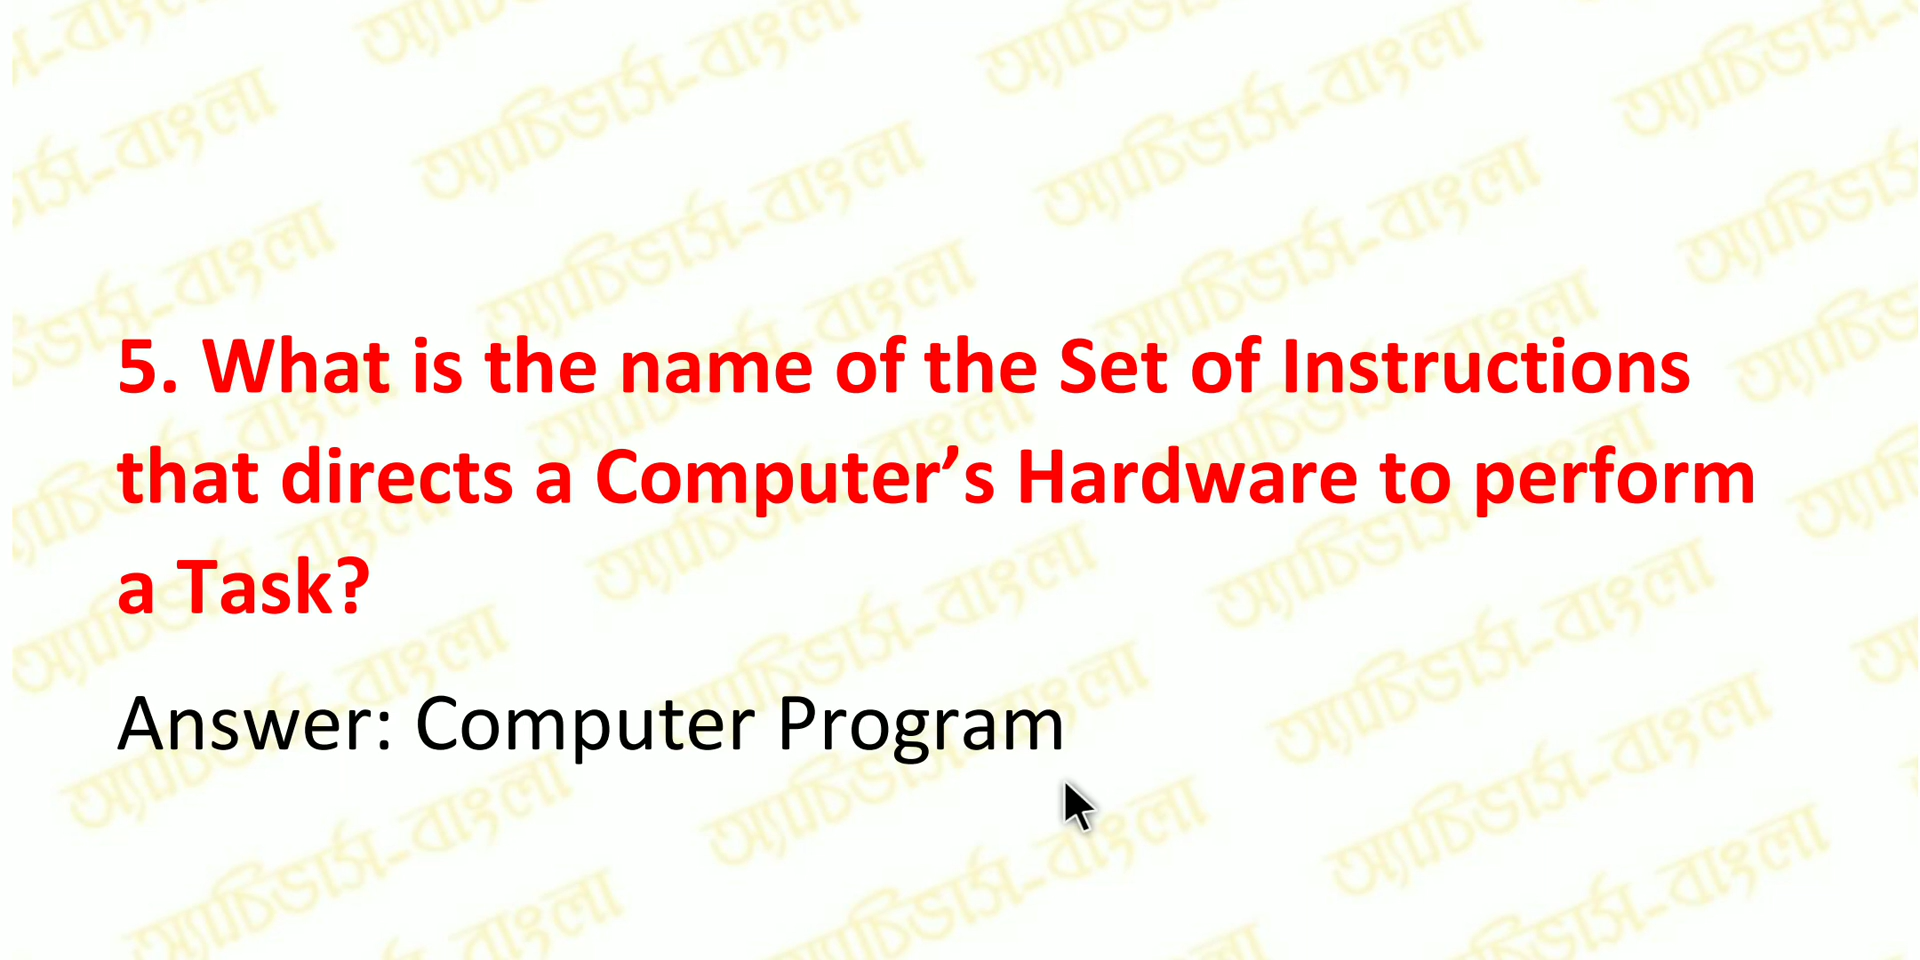 5. What is the name of the Set of Instructions
that directs a Computer’s Hardware to perform
a Task?
Answer: Computer Program